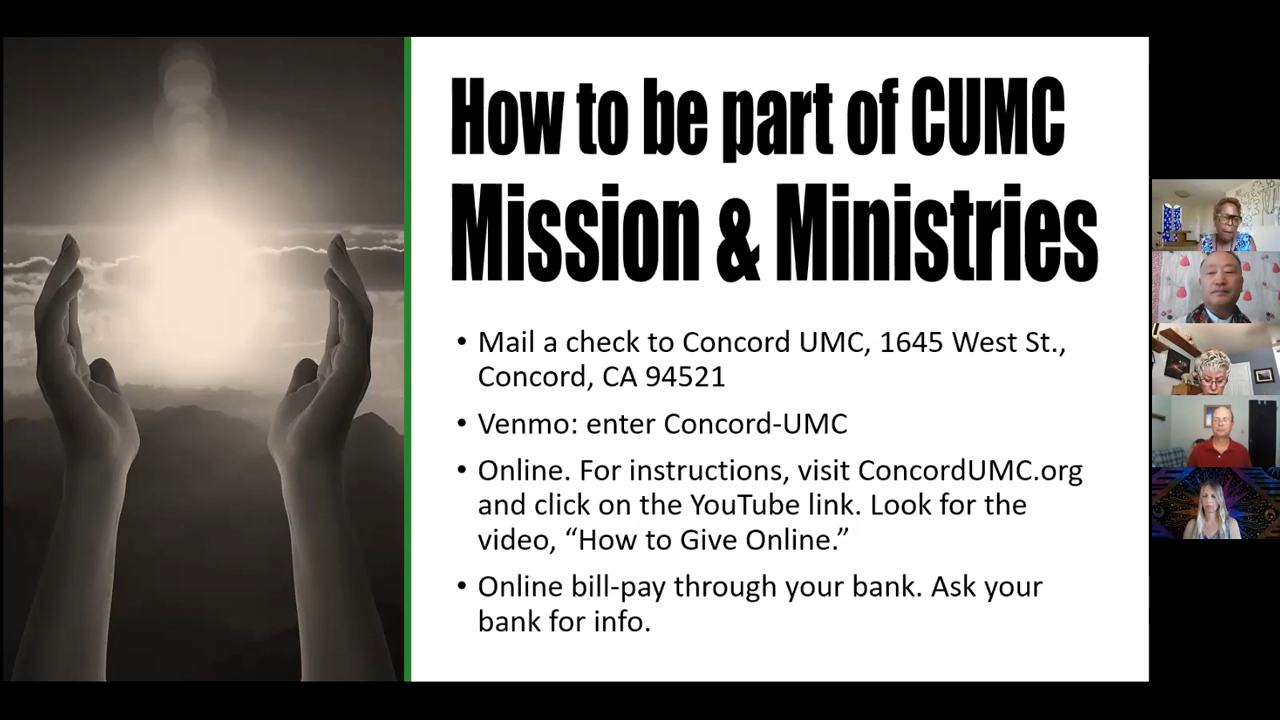 How to be part of CUMC
Mission & Ministries
• Mail a check to Concord UMC, 1645 West St.,
Concord, CA 94521
• Venmo: enter Concord-UMC
• Online. For instructions, visit ConcordUMC.org
and click on the YouTube link. Look for the
video, “How to Give Online.”
• Online bill-pay through your bank. Ask your
bank for info.